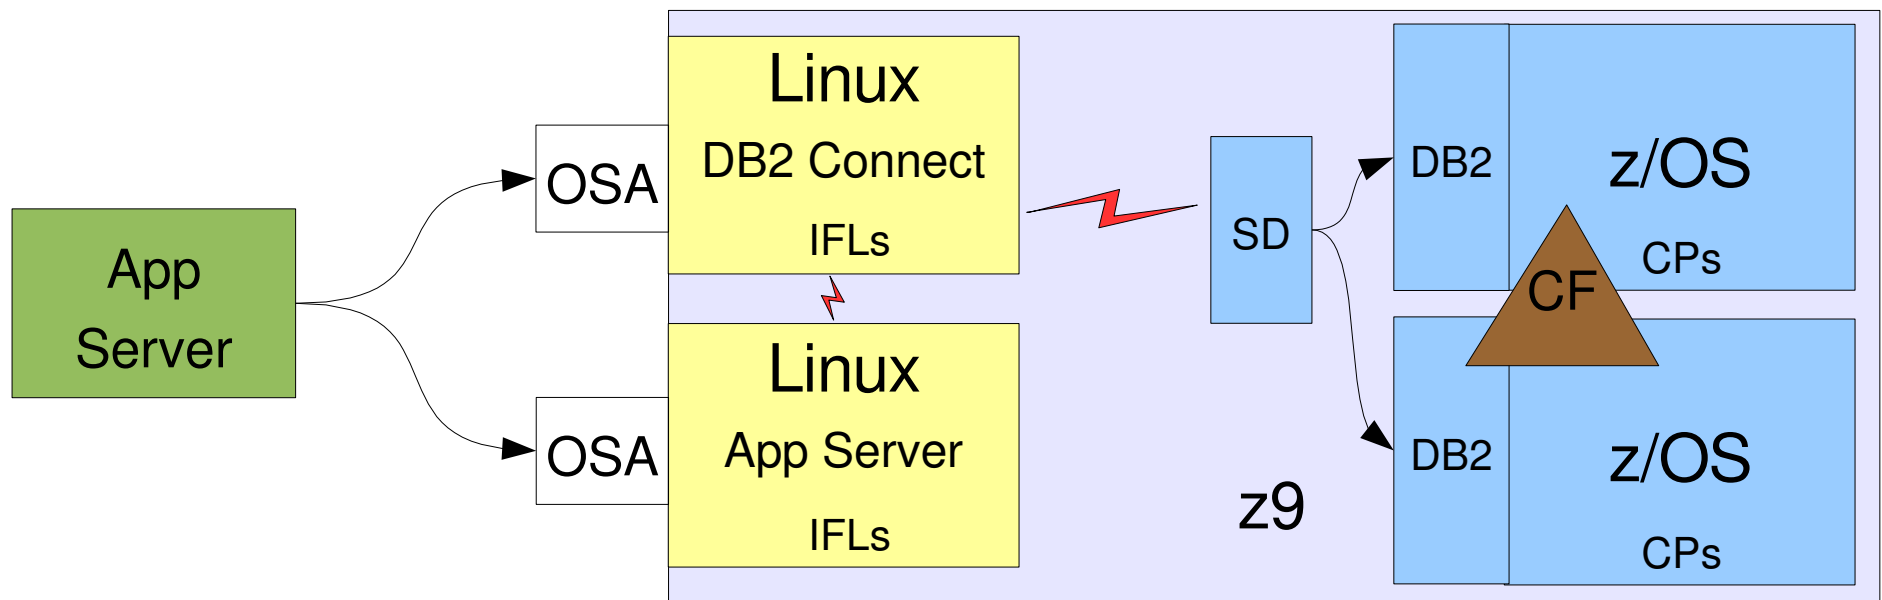 App
Server
OSA
OSA
Linux
DB2 Connect
IFLs
Linux
App Server
IFLs
SD
z9
DB2
z/OS
CPs
CF
DB2
z/OS
CPs